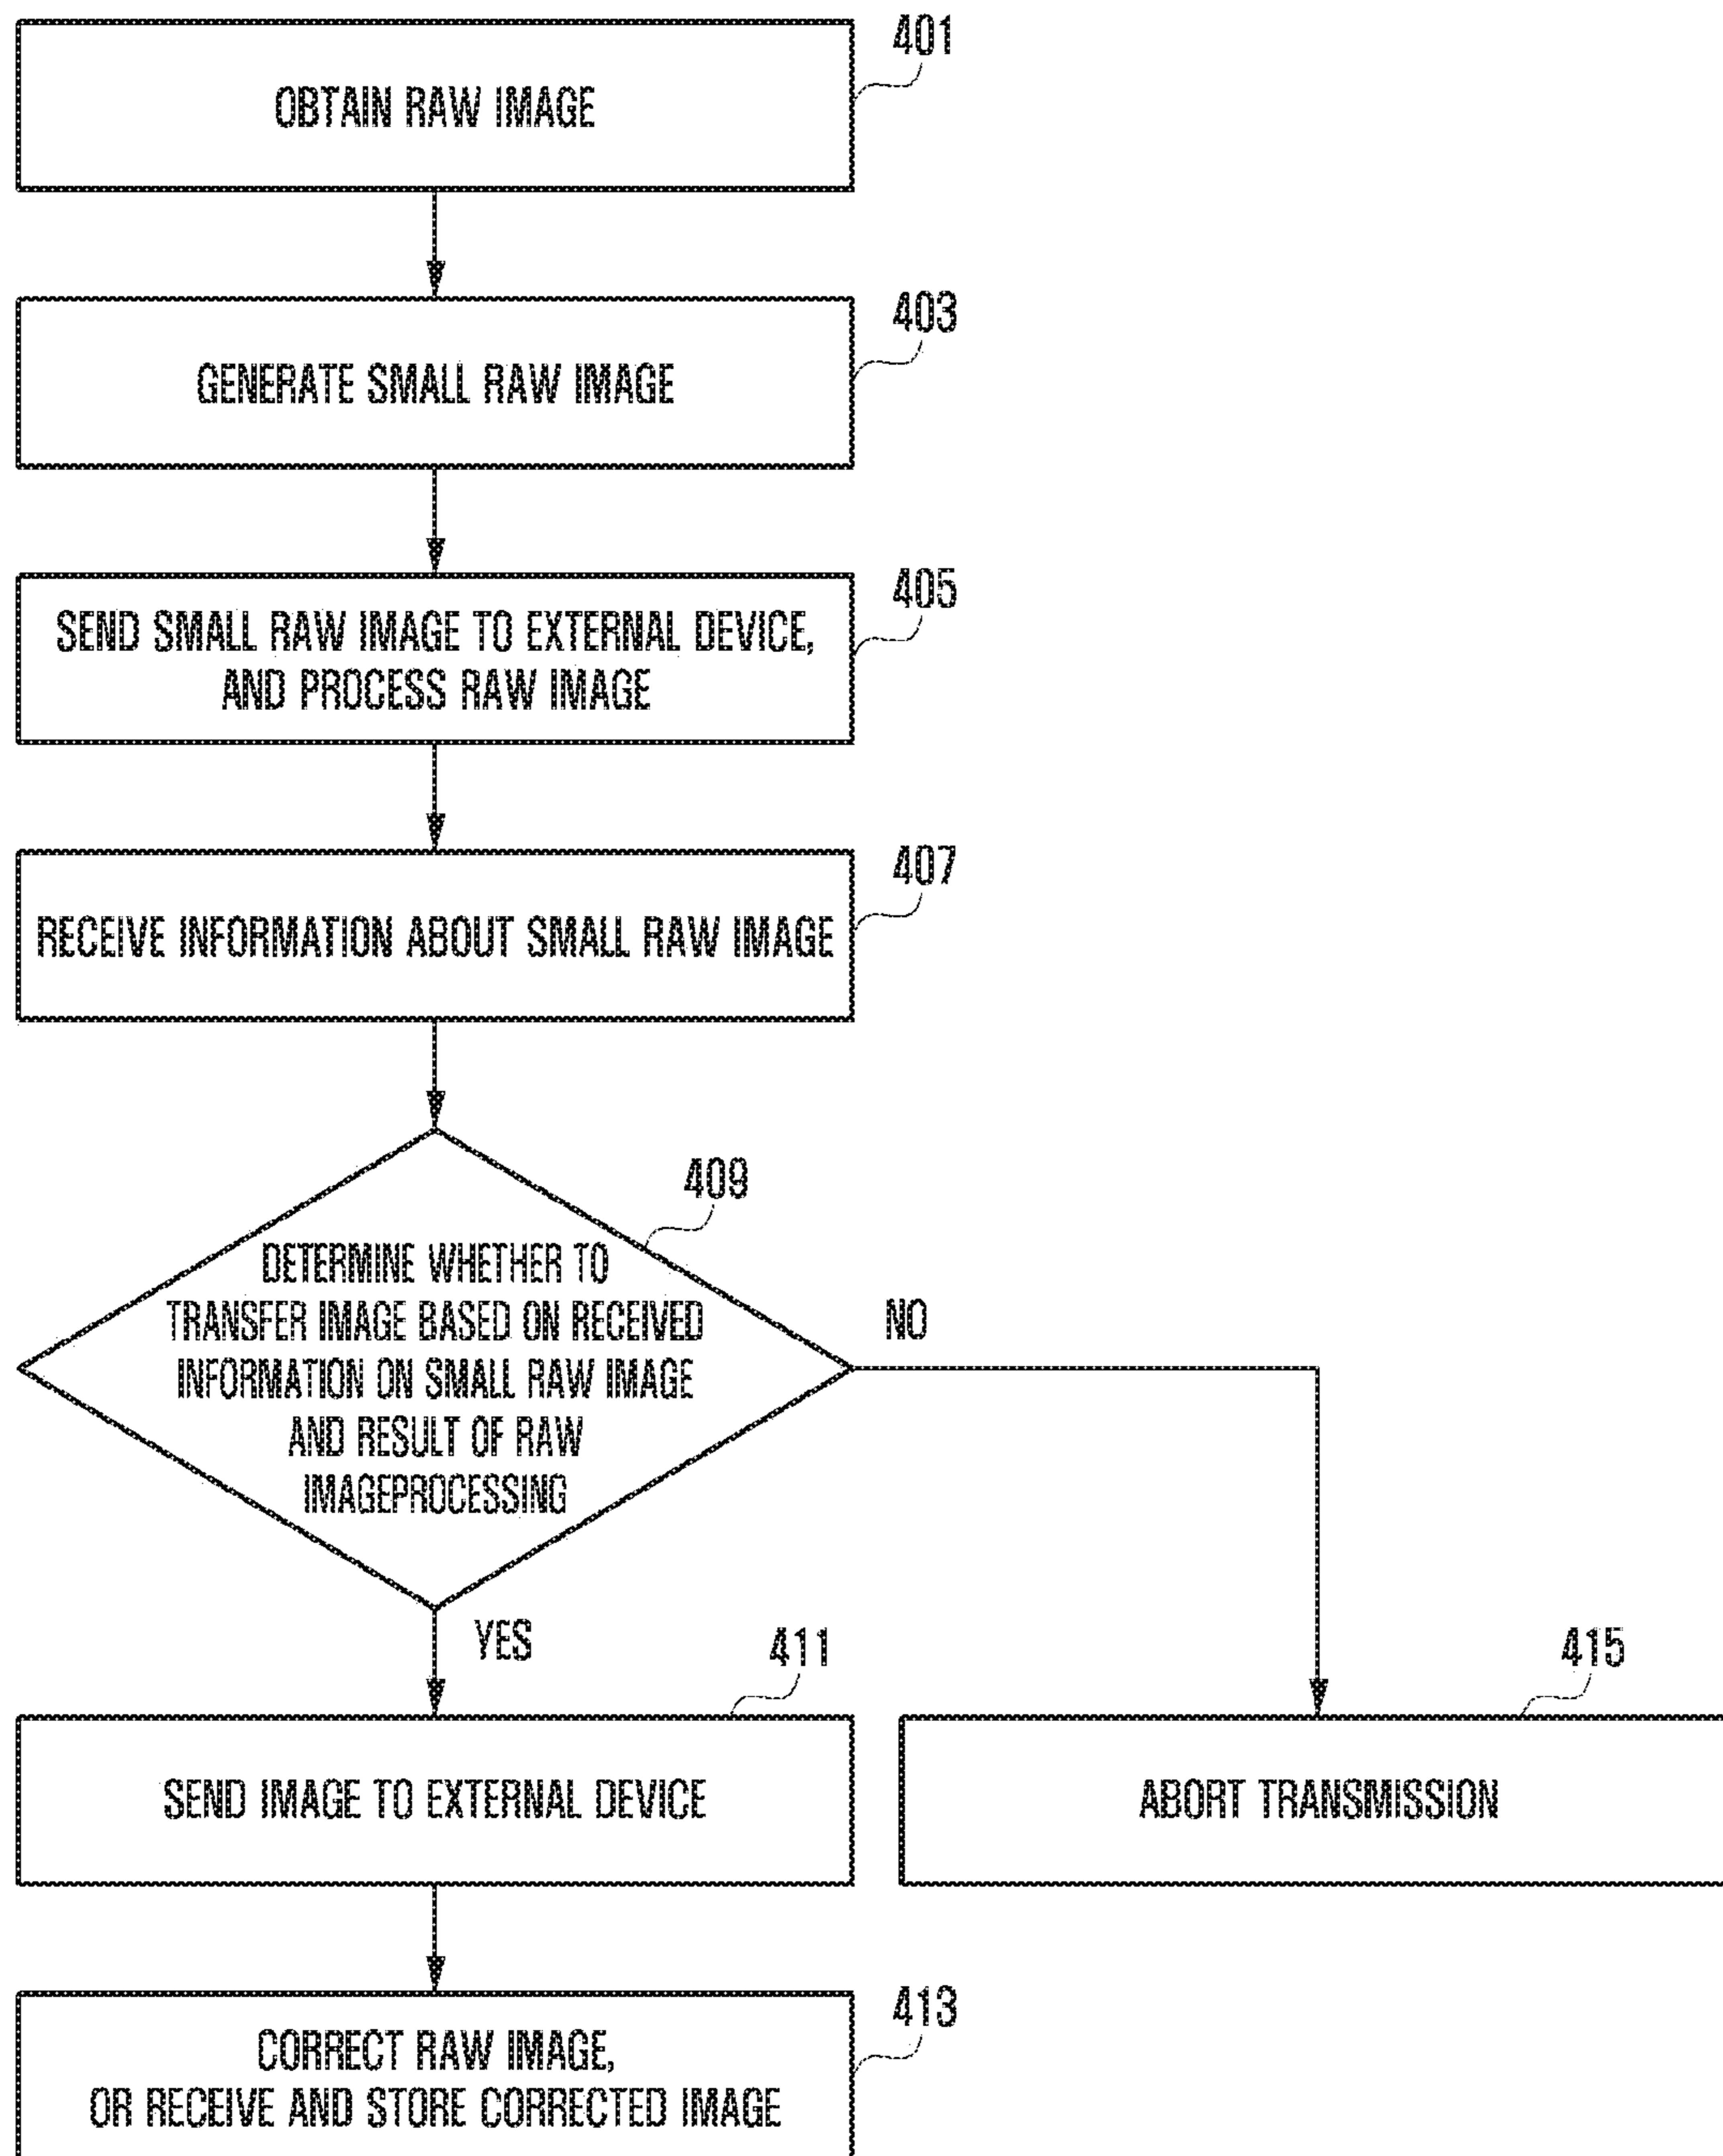 401
OBTAIN RAW IMAGE
403
GENERATE SMALL RAW IMAGE
405
SEND SMALL RAW IMAGE TO EXTERNAL DEVICE,
AND PROCESS RAW IMAGE
407
RECEIVE INFORMATION ABOUT SMALL RAW IMAGE
409
DETERMINE WHETHER TO
TRANSFER IMAGE BASED ON RECEIVED
INFORMATION ON SMALL RAW IMAGE
AND RESULT OF RAW
IMAGEPROCESSING
NO
YES
411
415
SEND IMAGE TO EXTERNAL DEVICE
ABORT TRANSMISSION
413
CORRECT RAW IMAGE,
OR RECEIVE AND STORE CORRECTED IMAGE